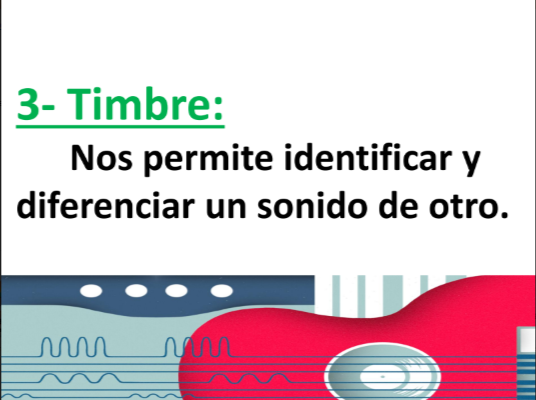 3- Timbre:
Nos permite identificar y
diferenciar un sonido de otro.